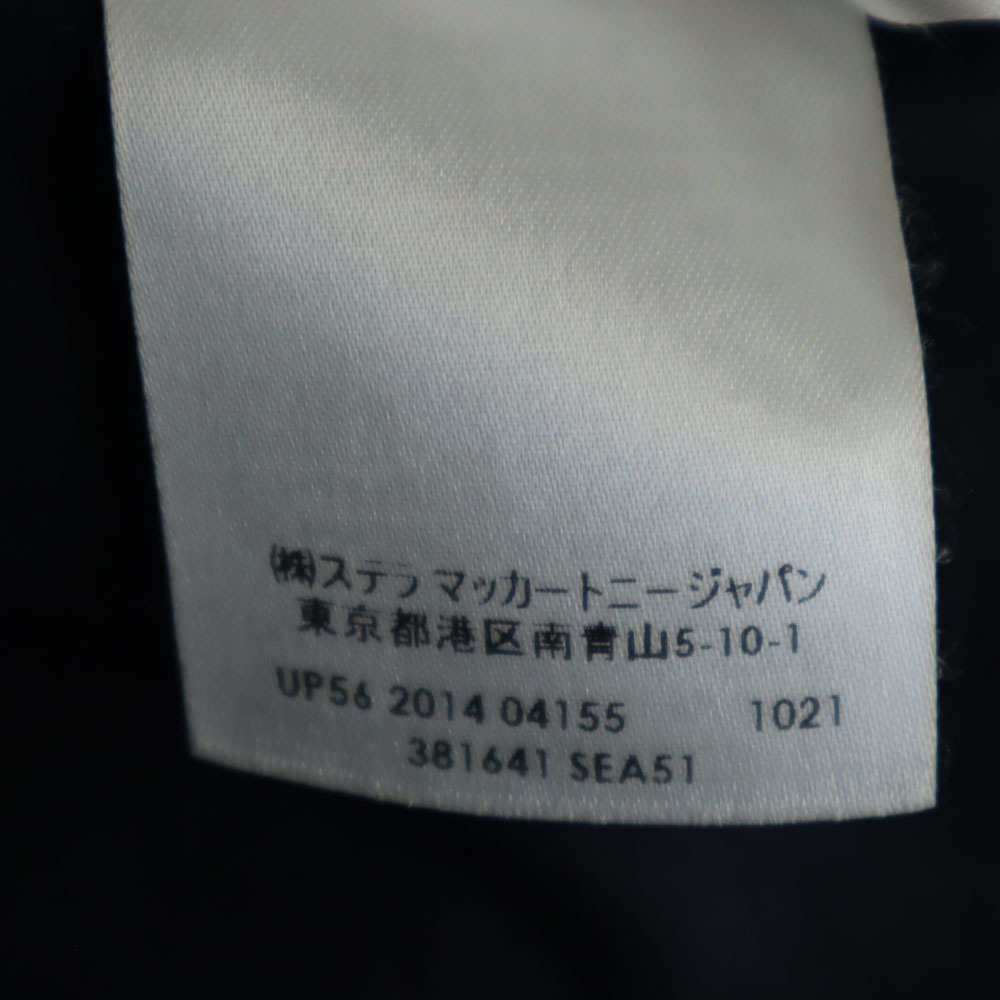 (株)ステラ マッカートニージャパン
東京都港区南青山5-10-1
UP56 2014 04155 1021
381641 SEA51